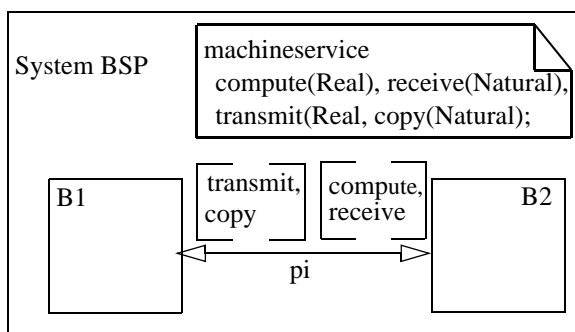 System BSP
machineservice
compute(Real), receive(Natural),
transmit(Real, copy(Natural);
B1
transmit,
copy
compute,
receive
B2
pi